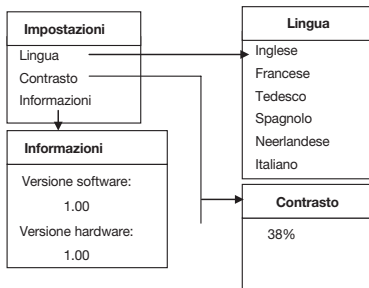 Impostazioni
Lingua
Contrasto
Informazioni
Lingua
Inglese
Francese
Tedesco
Spagnolo
Neerlandese
Italiano
Informazioni
Versione software:
1.00
Versione hardware:
1.00
Contrasto
38%